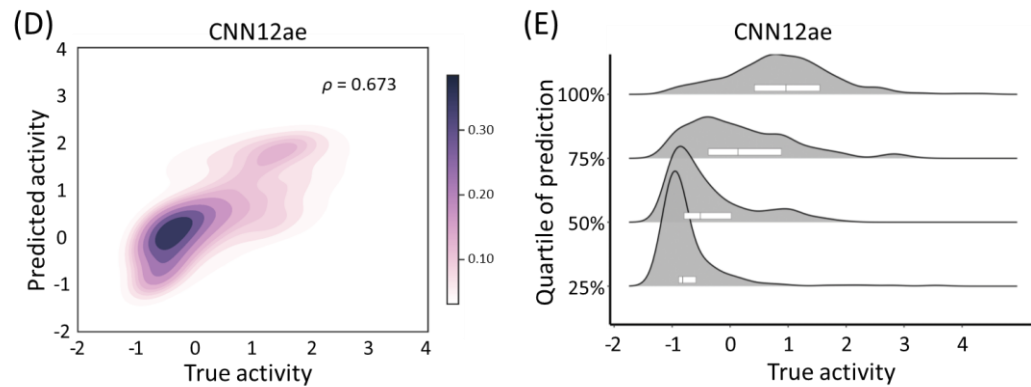 (D)
CNN12ae
ρ = 0.673
Predicted activity
4
3
2
1
0
-1
-2
-2 -1 0 1 2 3 4
True activity
0.30
0.20
0.10
(E)
CNN12ae
Quartile of prediction
100%
75%
50%
25%
-2 -1 0 1 2 3 4
True activity